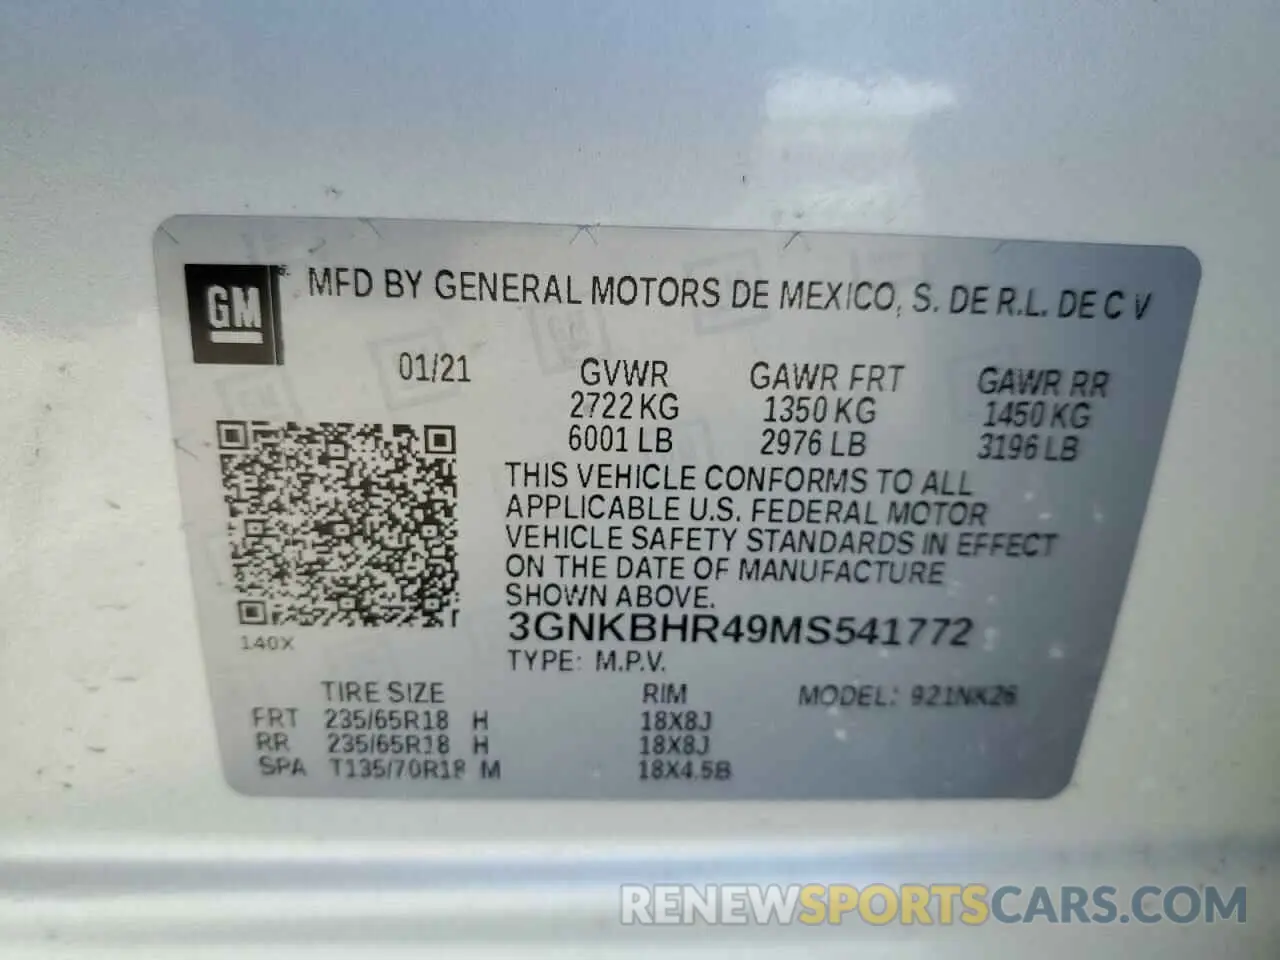 GM
MFD BY GENERAL MOTORS DE MEXICO, S. DE R.L. DE C V
01/21
GVWR GAWR FRT GAWR RR
2722 KG 1350 KG 1450 KG
6001 LB 2976 LB 3196 LB
THIS VEHICLE CONFORMS TO ALL
APPLICABLE U.S. FEDERAL MOTOR
VEHICLE SAFETY STANDARDS IN EFFECT
ON THE DATE OF MANUFACTURE
SHOWN ABOVE.
3GNKBHR49MS541772
140X
TYPE: M.P.V.
TIRE SIZE RIM MODEL: 921NK26
FRT 235/65R18 H 18X8J
RR 235/65R18 H 18X8J
SPA T135/70R18 M 18X4.5B
RENEWSPORTSCARS.COM